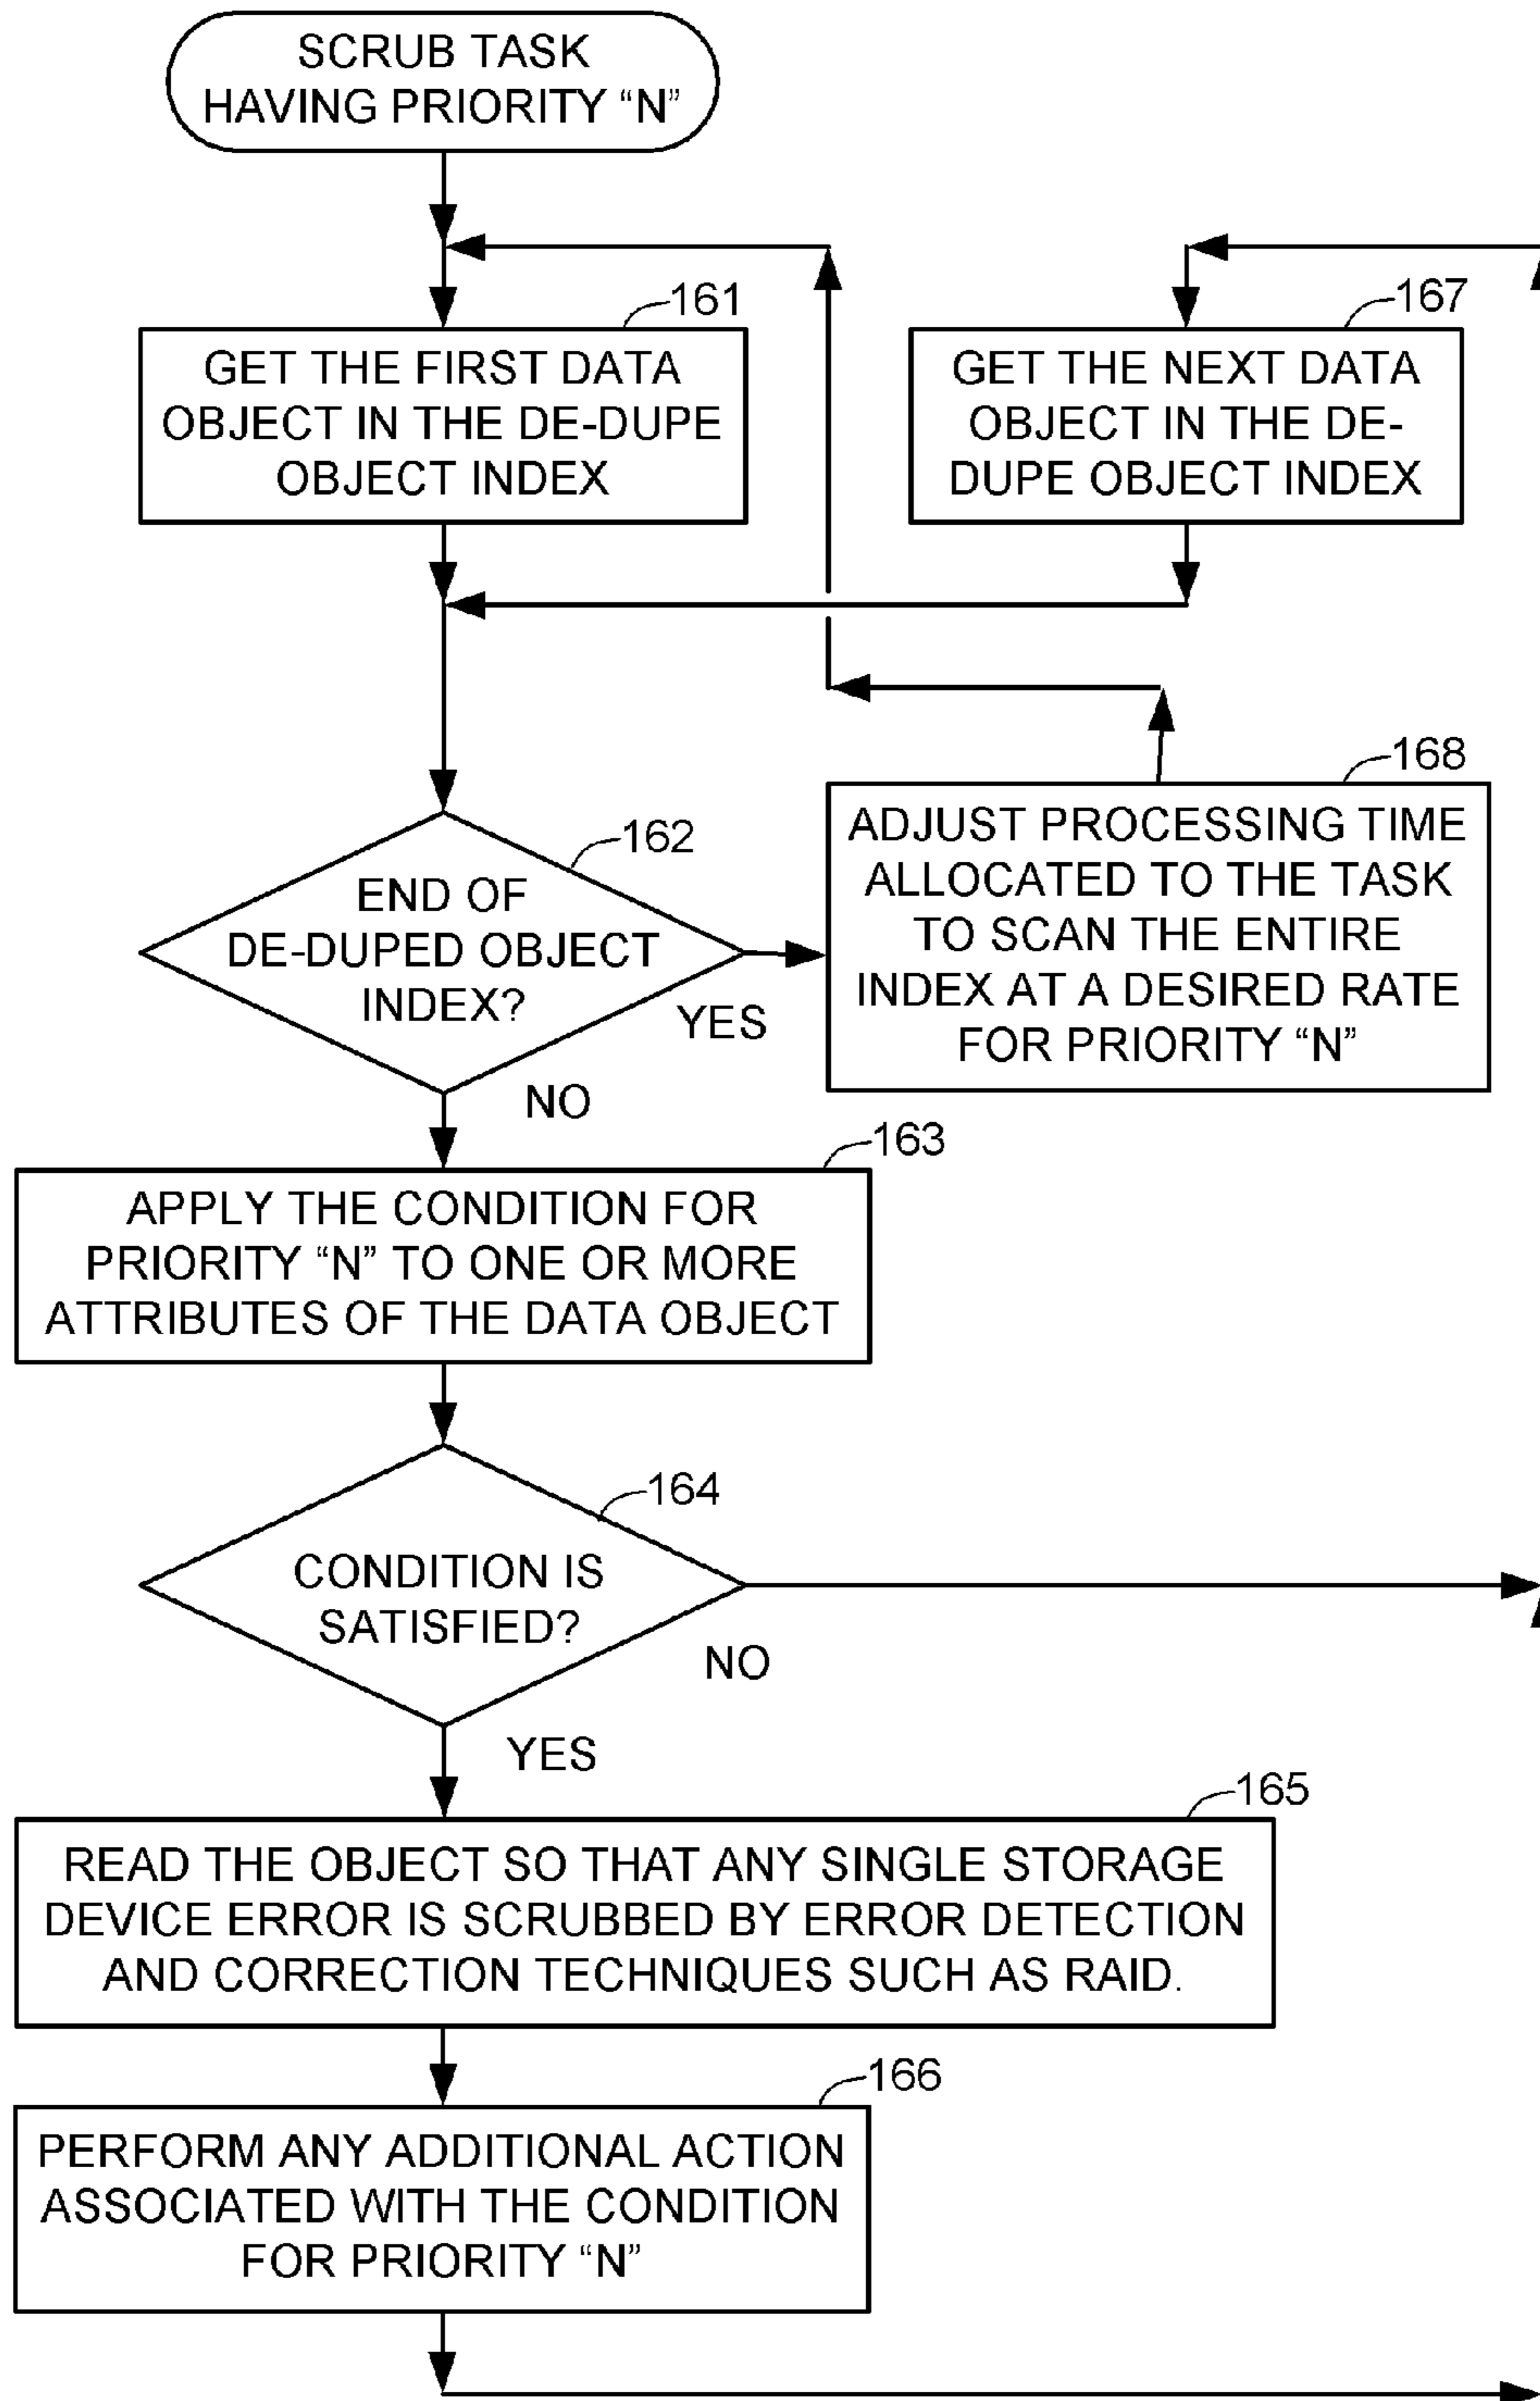 SCRUB TASK
HAVING PRIORITY “N”
161
GET THE FIRST DATA
OBJECT IN THE DE-DUPE
OBJECT INDEX
167
GET THE NEXT DATA
OBJECT IN THE DE-
DUPE OBJECT INDEX
162
END OF
DE-DUPED OBJECT
INDEX?
YES
NO
168
ADJUST PROCESSING TIME
ALLOCATED TO THE TASK
TO SCAN THE ENTIRE
INDEX AT A DESIRED RATE
FOR PRIORITY “N”
163
APPLY THE CONDITION FOR
PRIORITY “N” TO ONE OR MORE
ATTRIBUTES OF THE DATA OBJECT
164
CONDITION IS
SATISFIED?
NO
YES
165
READ THE OBJECT SO THAT ANY SINGLE STORAGE
DEVICE ERROR IS SCRUBBED BY ERROR DETECTION
AND CORRECTION TECHNIQUES SUCH AS RAID.
166
PERFORM ANY ADDITIONAL ACTION
ASSOCIATED WITH THE CONDITION
FOR PRIORITY “N”